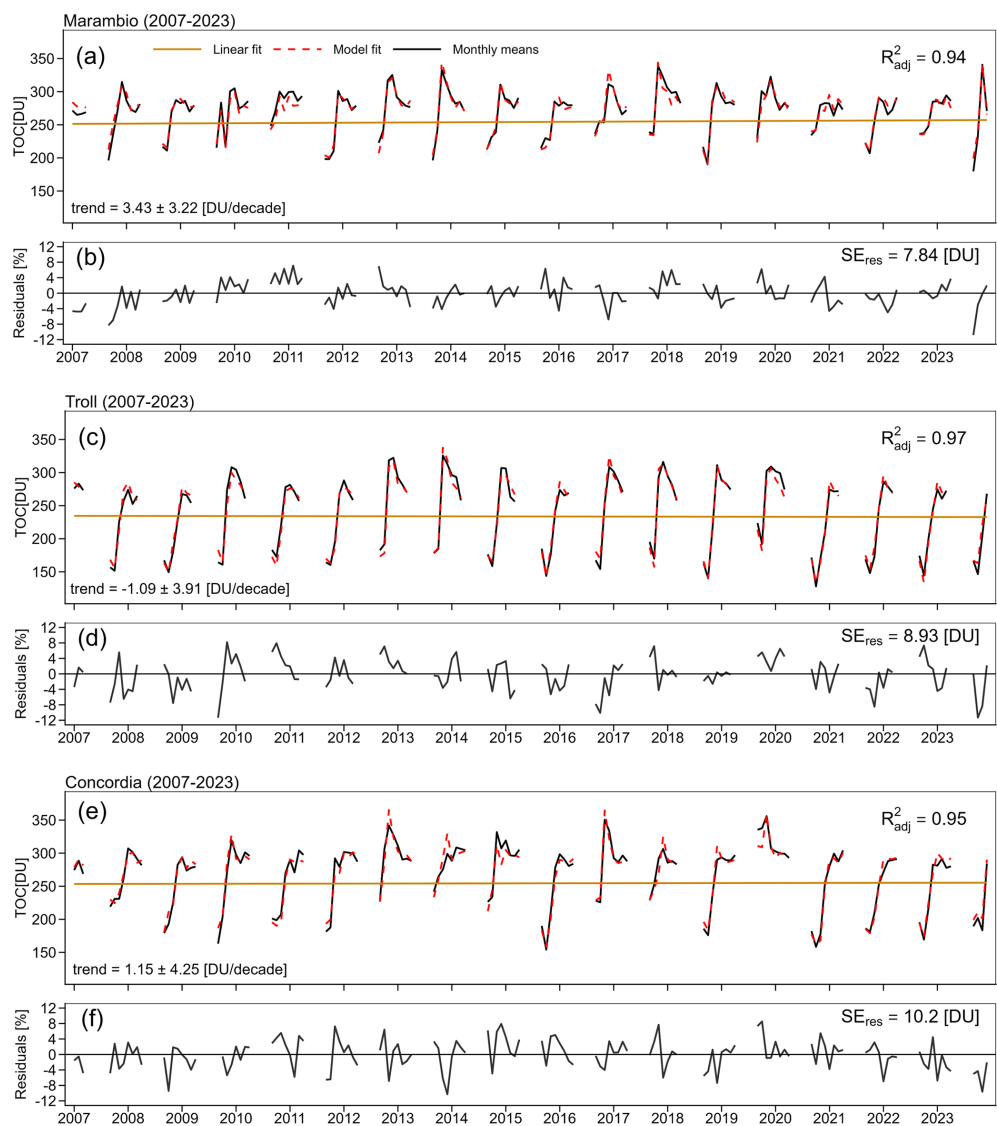 Marambio (2007-2023)
(a)
Linear fit
Model fit
Monthly means
R²adj = 0.94
TOC[DU]
350
300
250
200
150
trend = 3.43 ± 3.22 [DU/decade]
(b)
SEres = 7.84 [DU]
Residuals [%]
12
8
4
0
-4
-8
-12
2007 2008 2009 2010 2011 2012 2013 2014 2015 2016 2017 2018 2019 2020 2021 2022 2023
Troll (2007-2023)
(c)
R²adj = 0.97
TOC[DU]
350
300
250
200
150
trend = -1.09 ± 3.91 [DU/decade]
(d)
SEres = 8.93 [DU]
Residuals [%]
12
8
4
0
-4
-8
-12
2007 2008 2009 2010 2011 2012 2013 2014 2015 2016 2017 2018 2019 2020 2021 2022 2023
Concordia (2007-2023)
(e)
R²adj = 0.95
TOC[DU]
350
300
250
200
150
trend = 1.15 ± 4.25 [DU/decade]
(f)
SEres = 10.2 [DU]
Residuals [%]
12
8
4
0
-4
-8
-12
2007 2008 2009 2010 2011 2012 2013 2014 2015 2016 2017 2018 2019 2020 2021 2022 2023